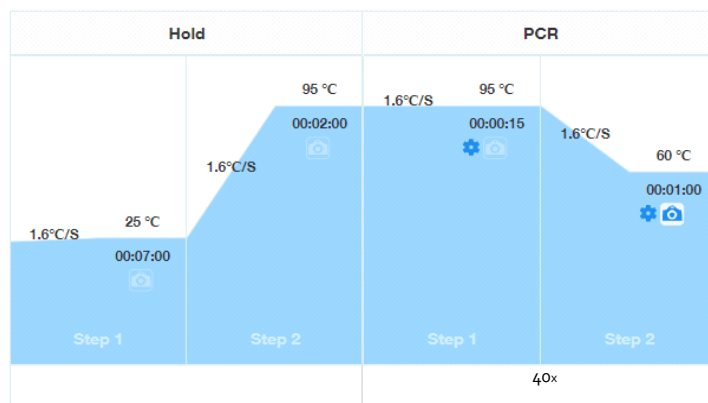 Hold PCR
95 °C 95 °C
1.6°C/S
00:02:00 00:00:15
1.6°C/S
60 °C
1.6°C/S
00:01:00
25 °C
1.6°C/S
00:07:00
Step 1 Step 2 Step 1 Step 2
40x